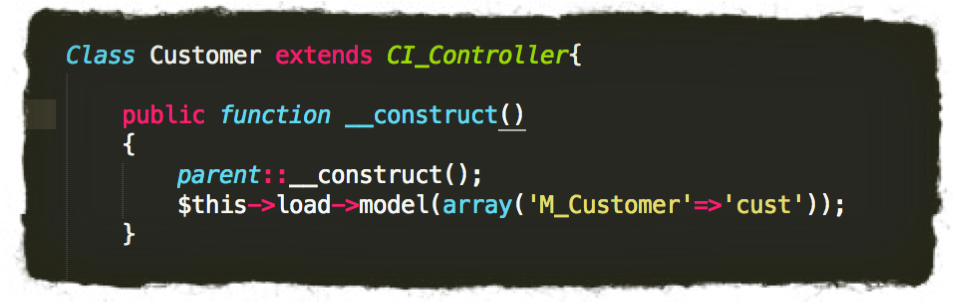 Class Customer extends CI_Controller{
public function __construct()
{
parent::__construct();
$this->load->model(array('M_Customer'=>'cust'));
}